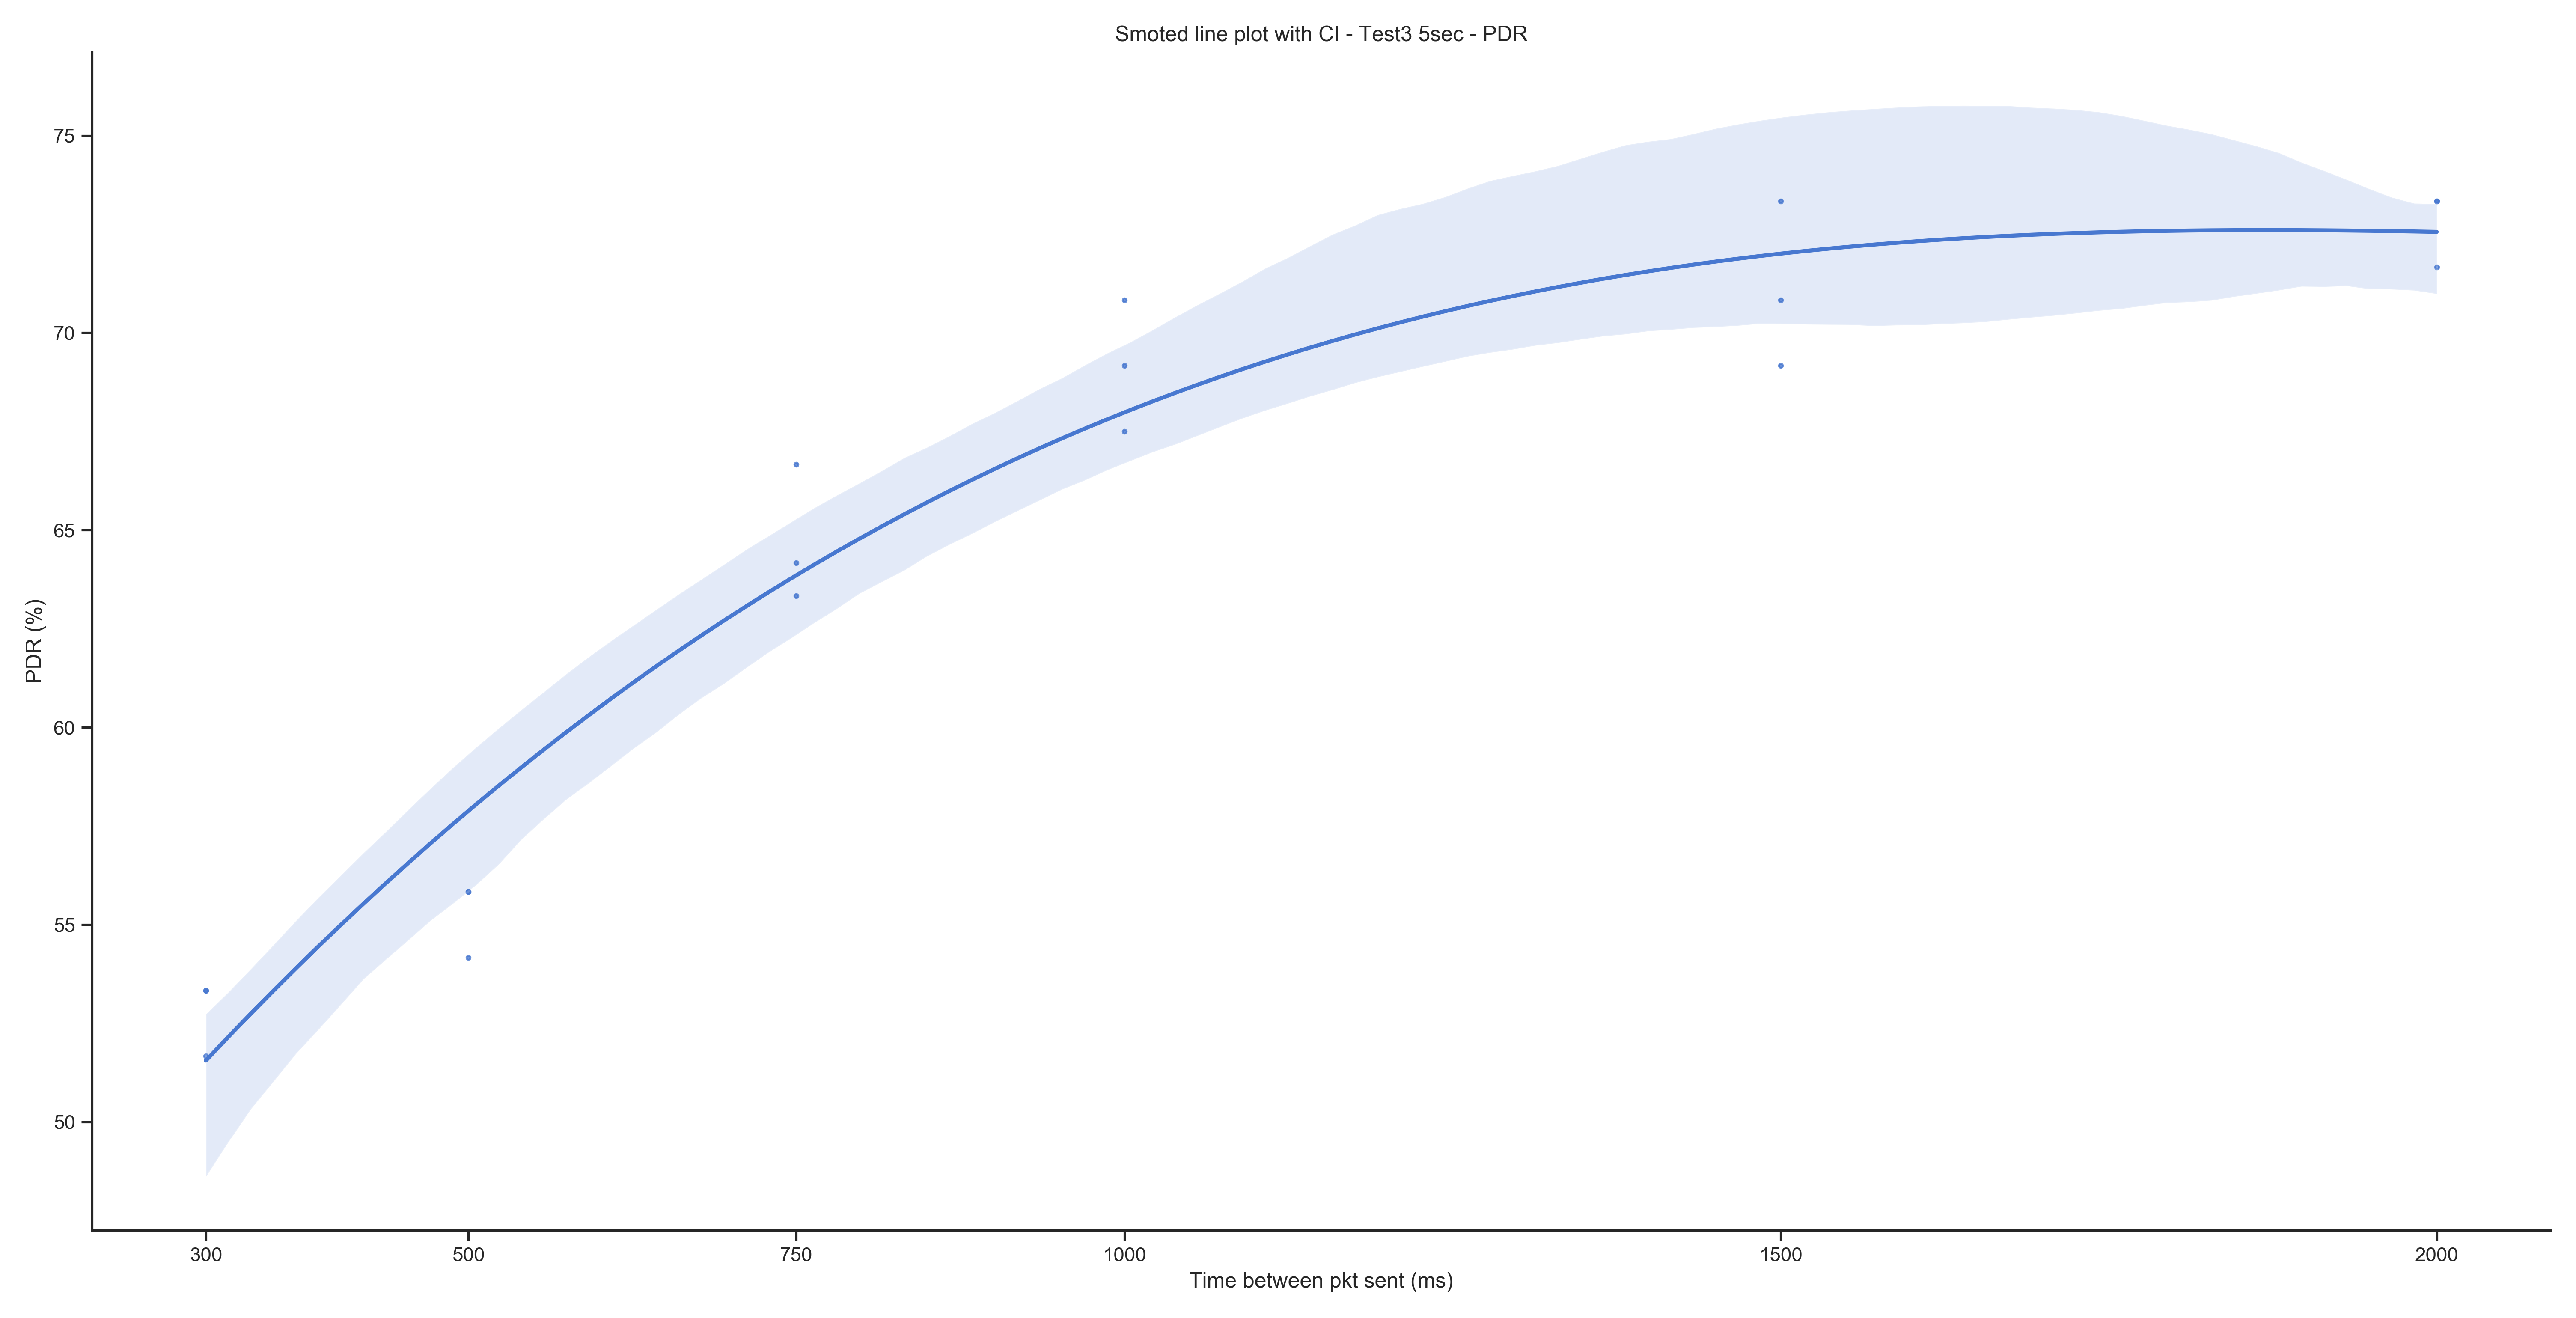 Smoted line plot with CI - Test3 5sec - PDR
75
70
65
60
55
50
PDR (%)
300 500 750 1000 1500 2000
Time between pkt sent (ms)